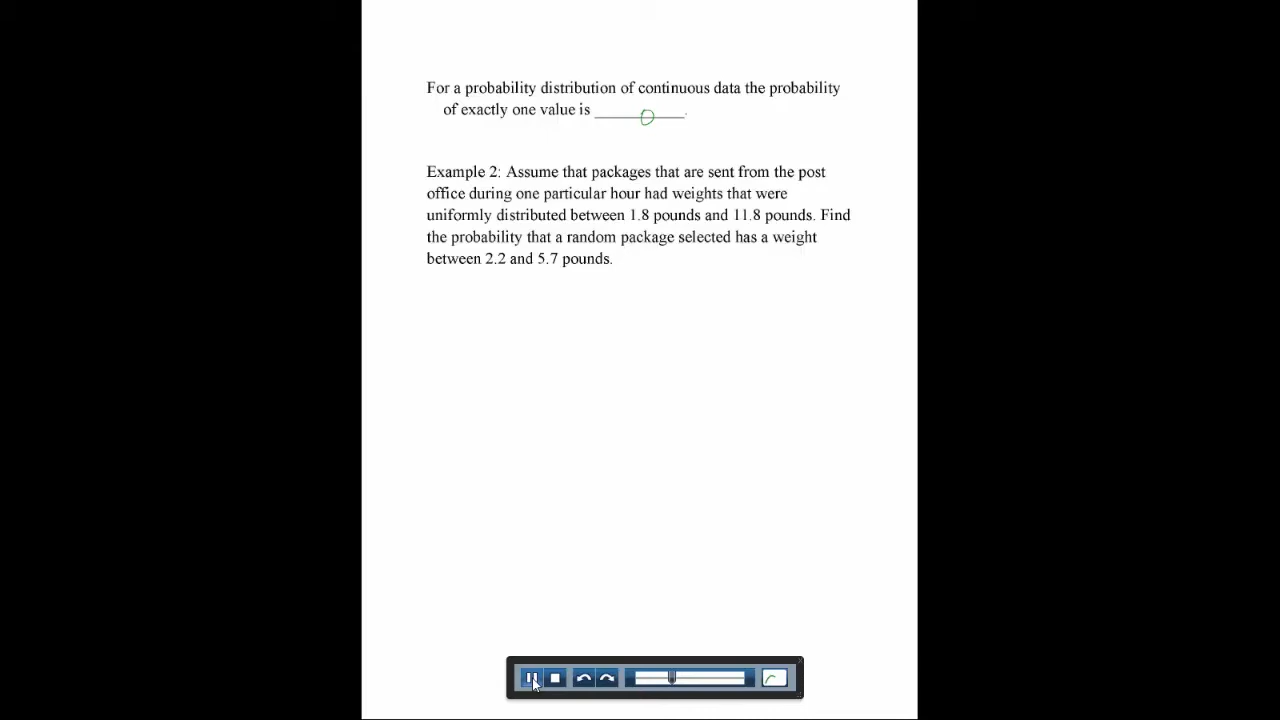 For a probability distribution of continuous data the probability
of exactly one value is ____0____.
Example 2: Assume that packages that are sent from the post
office during one particular hour had weights that were
uniformly distributed between 1.8 pounds and 11.8 pounds. Find
the probability that a random package selected has a weight
between 2.2 and 5.7 pounds.